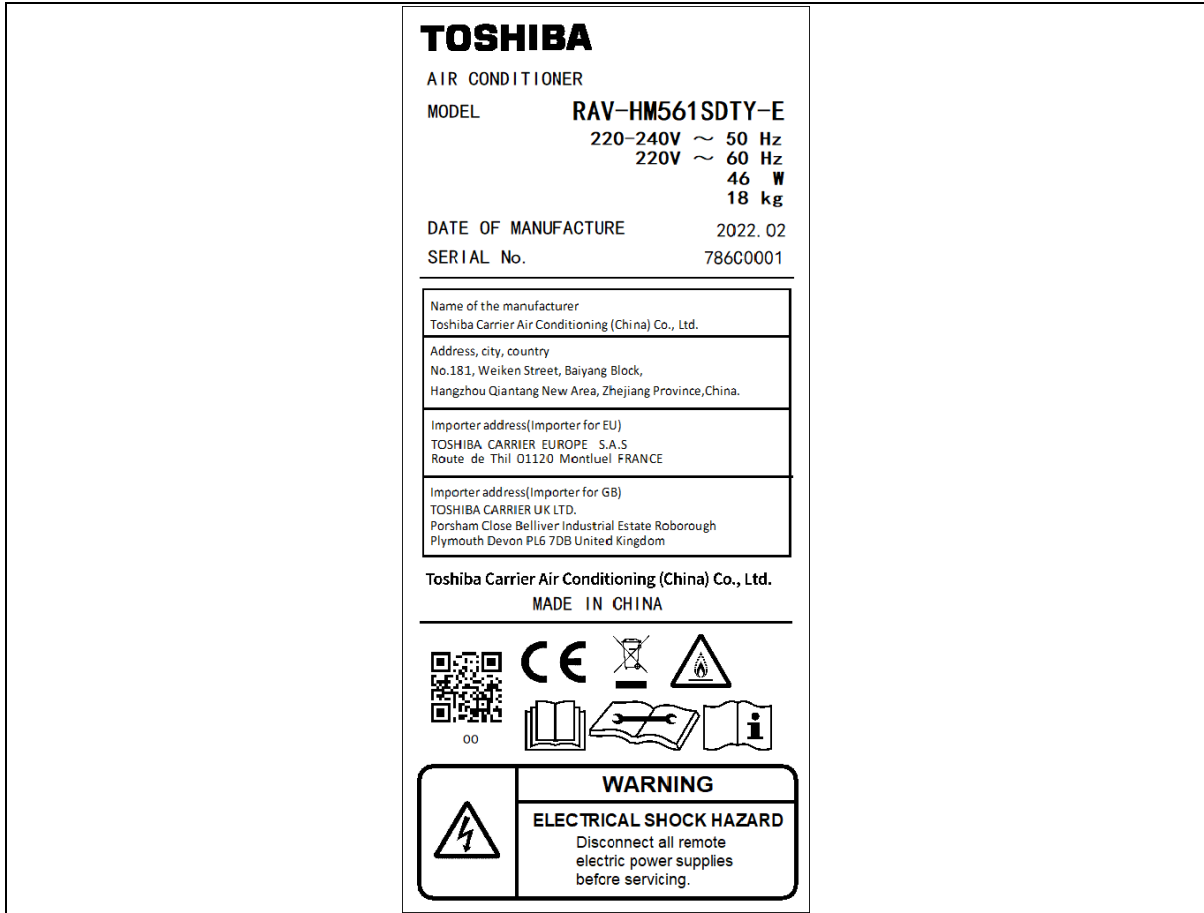 TOSHIBA
AIR CONDITIONER
MODEL RAV-HM561SDTY-E
220-240V ～ 50 Hz
220V ～ 60 Hz
46 W
18 kg
DATE OF MANUFACTURE 2022.02
SERIAL No. 786C0001
Name of the manufacturer
Toshiba Carrier Air Conditioning (China) Co., Ltd.
Address, city, country
No.181, Weiken Street, Baiyang Block,
Hangzhou Qiantang New Area, Zhejiang Province,China.
Importer address(Importer for EU)
TOSHIBA CARRIER EUROPE S.A.S
Route de Thil 01120 Montluel FRANCE
Importer address(Importer for GB)
TOSHIBA CARRIER UK LTD.
Porsham Close Belliver Industrial Estate Roborough
Plymouth Devon PL6 7DB United Kingdom
Toshiba Carrier Air Conditioning (China) Co., Ltd.
MADE IN CHINA
CE
00
i
WARNING
ELECTRICAL SHOCK HAZARD
Disconnect all remote
electric power supplies
before servicing.